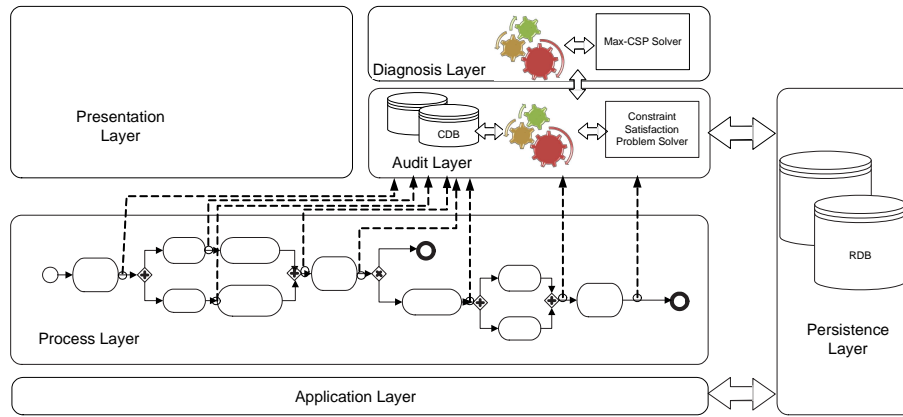 Max-CSP Solver
Diagnosis Layer
Presentation
Layer
CDB
Constraint
Satisfaction
Problem Solver
Audit Layer
RDB
Process Layer
Persistence
Layer
Application Layer